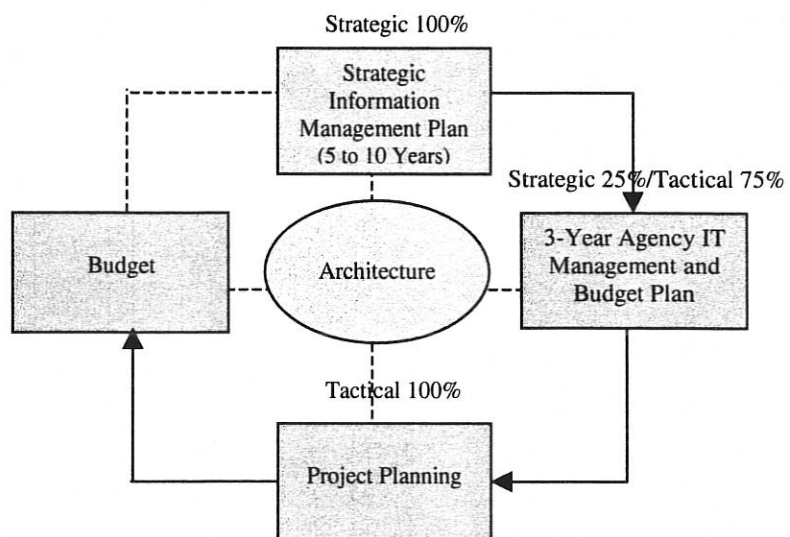 Strategic 100%
Strategic
Information
Management Plan
(5 to 10 Years)
Strategic 25%/Tactical 75%
3-Year Agency IT
Management and
Budget Plan
Budget
Architecture
Tactical 100%
Project Planning